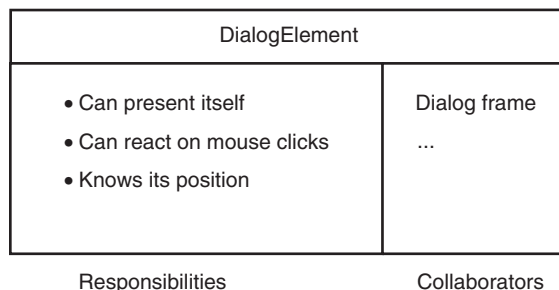 DialogElement
• Can present itself
Dialog frame
• Can react on mouse clicks
...
• Knows its position
Responsibilities
Collaborators